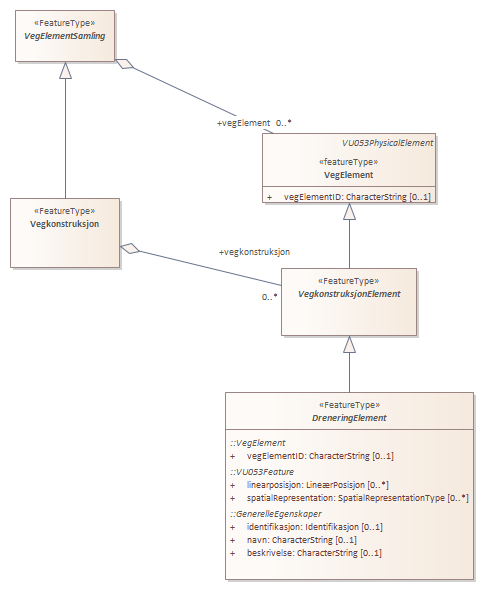 «FeatureType»
VegElementSamling
+vegElement 0..*
VU053PhysicalElement
«featureType»
VegElement
+ vegElementID: CharacterString [0..1]
«FeatureType»
Vegkonstruksjon
+vegkonstruksjon
0..*
«FeatureType»
VegkonstruksjonElement
«FeatureType»
DreneringElement
::VegElement
+ vegElementID: CharacterString [0..1]
::VU053Feature
+ linearposisjon: LineærPosisjon [0..*]
+ spatialRepresentation: SpatialRepresentationType [0..*]
::GenerelleEgenskaper
+ identifikasjon: Identifikasjon [0..1]
+ navn: CharacterString [0..1]
+ beskrivelse: CharacterString [0..1]